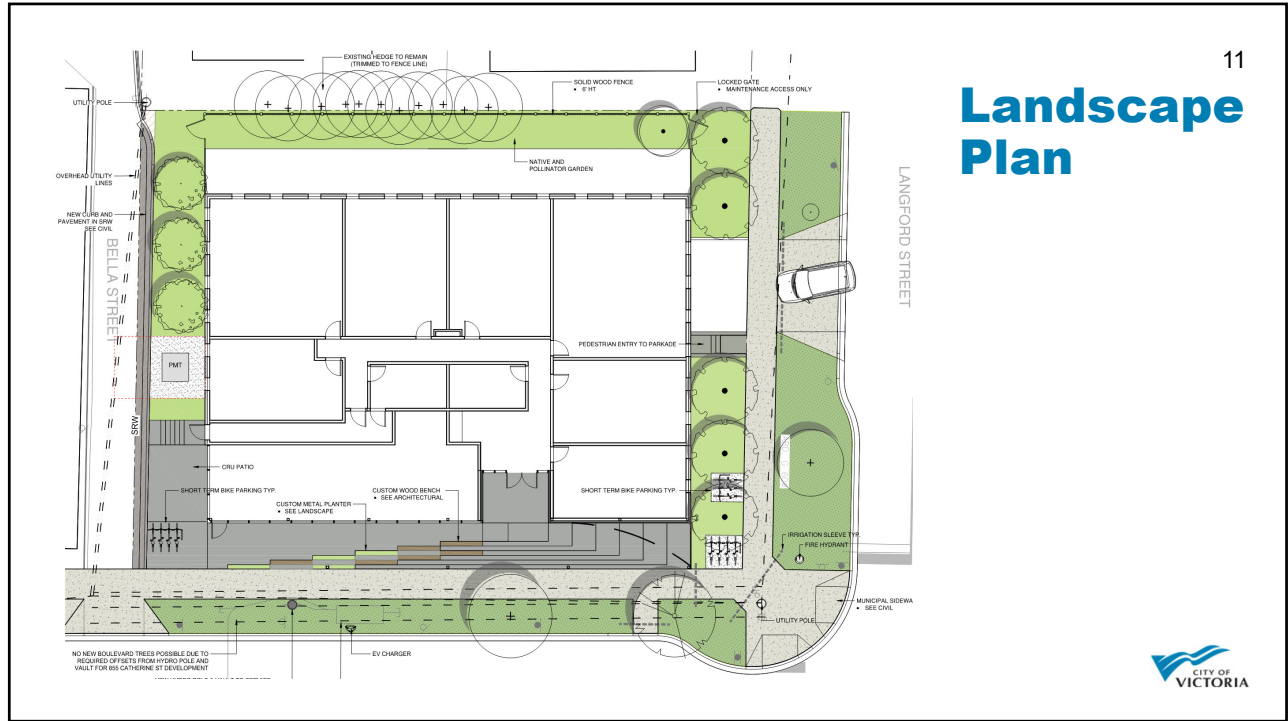 11
Landscape
Plan
EXISTING HEDGE TO REMAIN
(TRIMMED TO FENCE LINE)
SOLID WOOD FENCE
• 6' HT
LOCKED GATE
• MAINTENANCE ACCESS ONLY
UTILITY POLE
NATIVE AND
POLLINATOR GARDEN
OVERHEAD UTILITY
LINES
NEW CURB AND
PAVEMENT IN SRW
SEE CIVIL
BELLA STREET
LANGFORD STREET
PMT
PEDESTRIAN ENTRY TO PARKADE
SRW
CRU PATIO
SHORT TERM BIKE PARKING TYP.
CUSTOM METAL PLANTER
• SEE LANDSCAPE
CUSTOM WOOD BENCH
• SEE ARCHITECTURAL
SHORT TERM BIKE PARKING TYP.
IRRIGATION SLEEVE TYP.
FIRE HYDRANT
MUNICIPAL SIDEWA
• SEE CIVIL
UTILITY POLE
NO NEW BOULEVARD TREES POSSIBLE DUE TO
REQUIRED OFFSETS FROM HYDRO POLE AND
VAULT FOR 855 CATHERINE ST DEVELOPMENT
EV CHARGER
CITY OF
VICTORIA